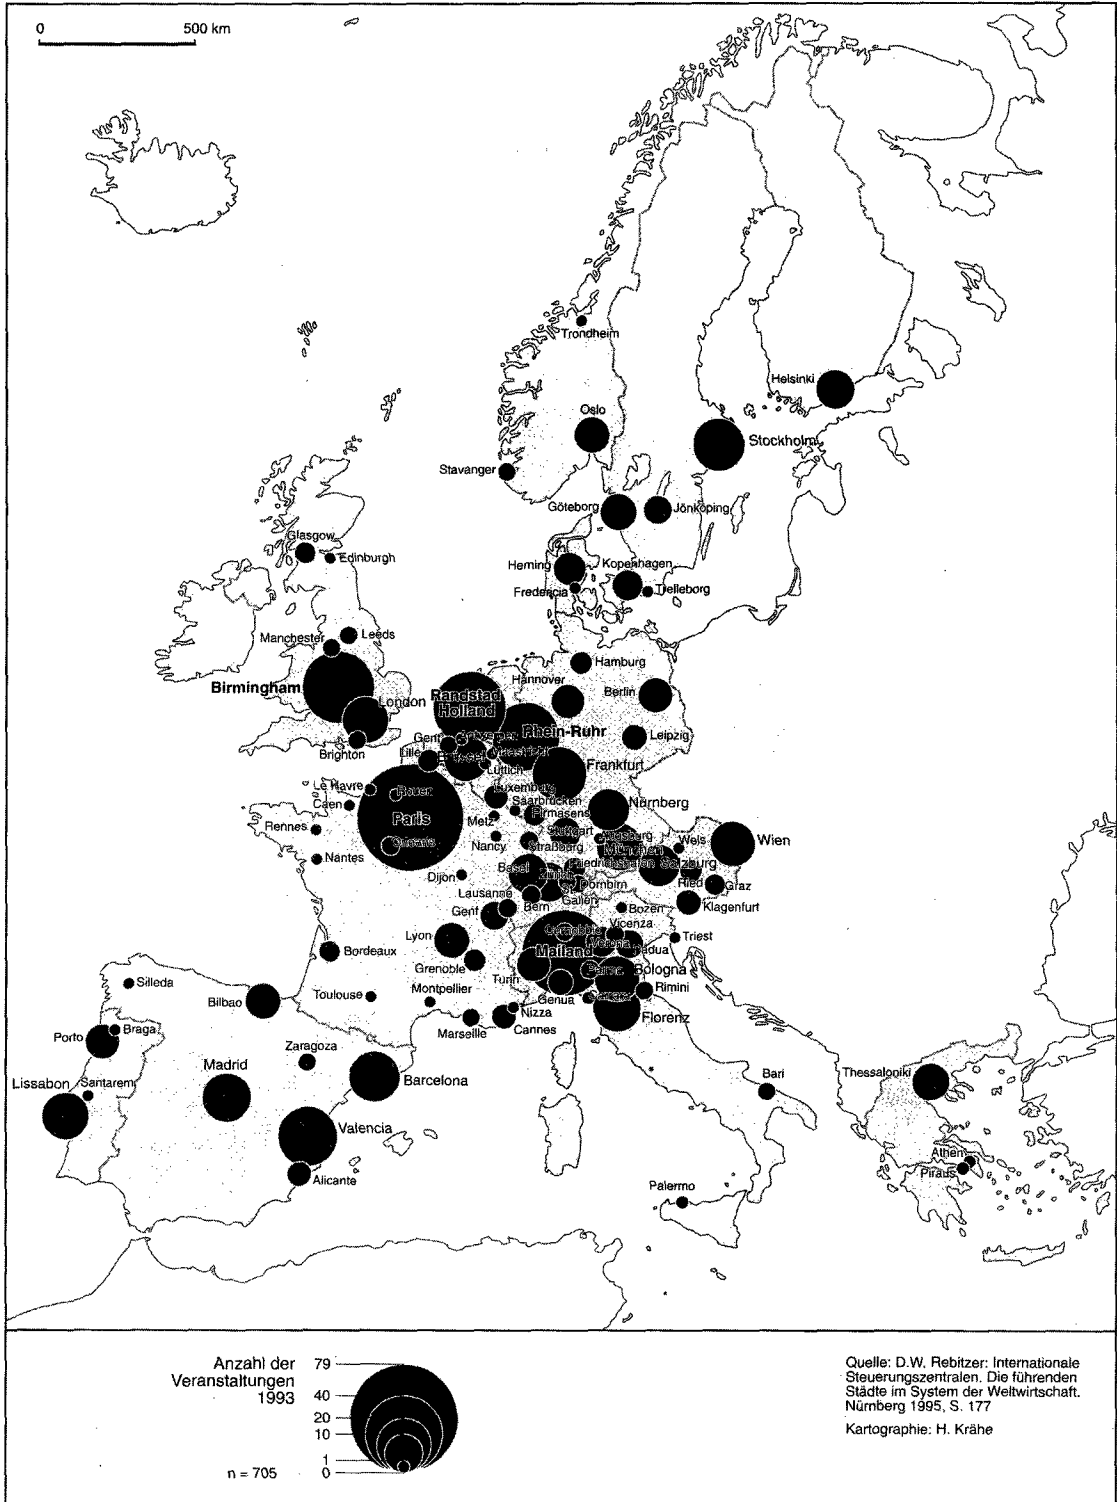 0 500 km
Trondheim
Helsinki
Oslo
Stockholm
Stavanger
Göteborg
Jönköping
Glasgow
Edinburgh
Herning
Kopenhagen
Fredericia
Trelleborg
Manchester
Leeds
Hamburg
Hannover
Birmingham
Randstad
Holland
Berlin
London
Rhein-Ruhr
Gent
Leipzig
Brighton
Lille
Lüttich
Frankfurt
Le Havre
Rouen
Luxemburg
Saarbrücken
Nürnberg
Caen
Paris
Metz
Pirmasens
Rennes
Stuttgart
Augsburg
Orleans
Nancy
Straßburg
München
Wels
Wien
Nantes
Basel
Friedrichshafen
Salzburg
Dijon
Zürich
Dornbirn
Ried
Graz
Lausanne
Gallen
Genf
Bern
Bozen
Klagenfurt
Vicenza
Lyon
Mailand
Verona
Padua
Triest
Bordeaux
Grenoble
Parma
Bologna
Silleda
Turin
Toulouse
Montpellier
Genua
Rimini
Bilbao
Nizza
Florenz
Porto
Braga
Marseille
Cannes
Zaragoza
Madrid
Barcelona
Lissabon
Santarem
Bari
Thessaloniki
Valencia
Athen
Alicante
Piräus
Palermo
Anzahl der
Veranstaltungen
1993
79
40
20
10
1
0
n = 705
Quelle: D.W. Rebitzer: Internationale
Steuerungszentralen. Die führenden
Städte im System der Weltwirtschaft.
Nürnberg 1995, S. 177
Kartographie: H. Krähe